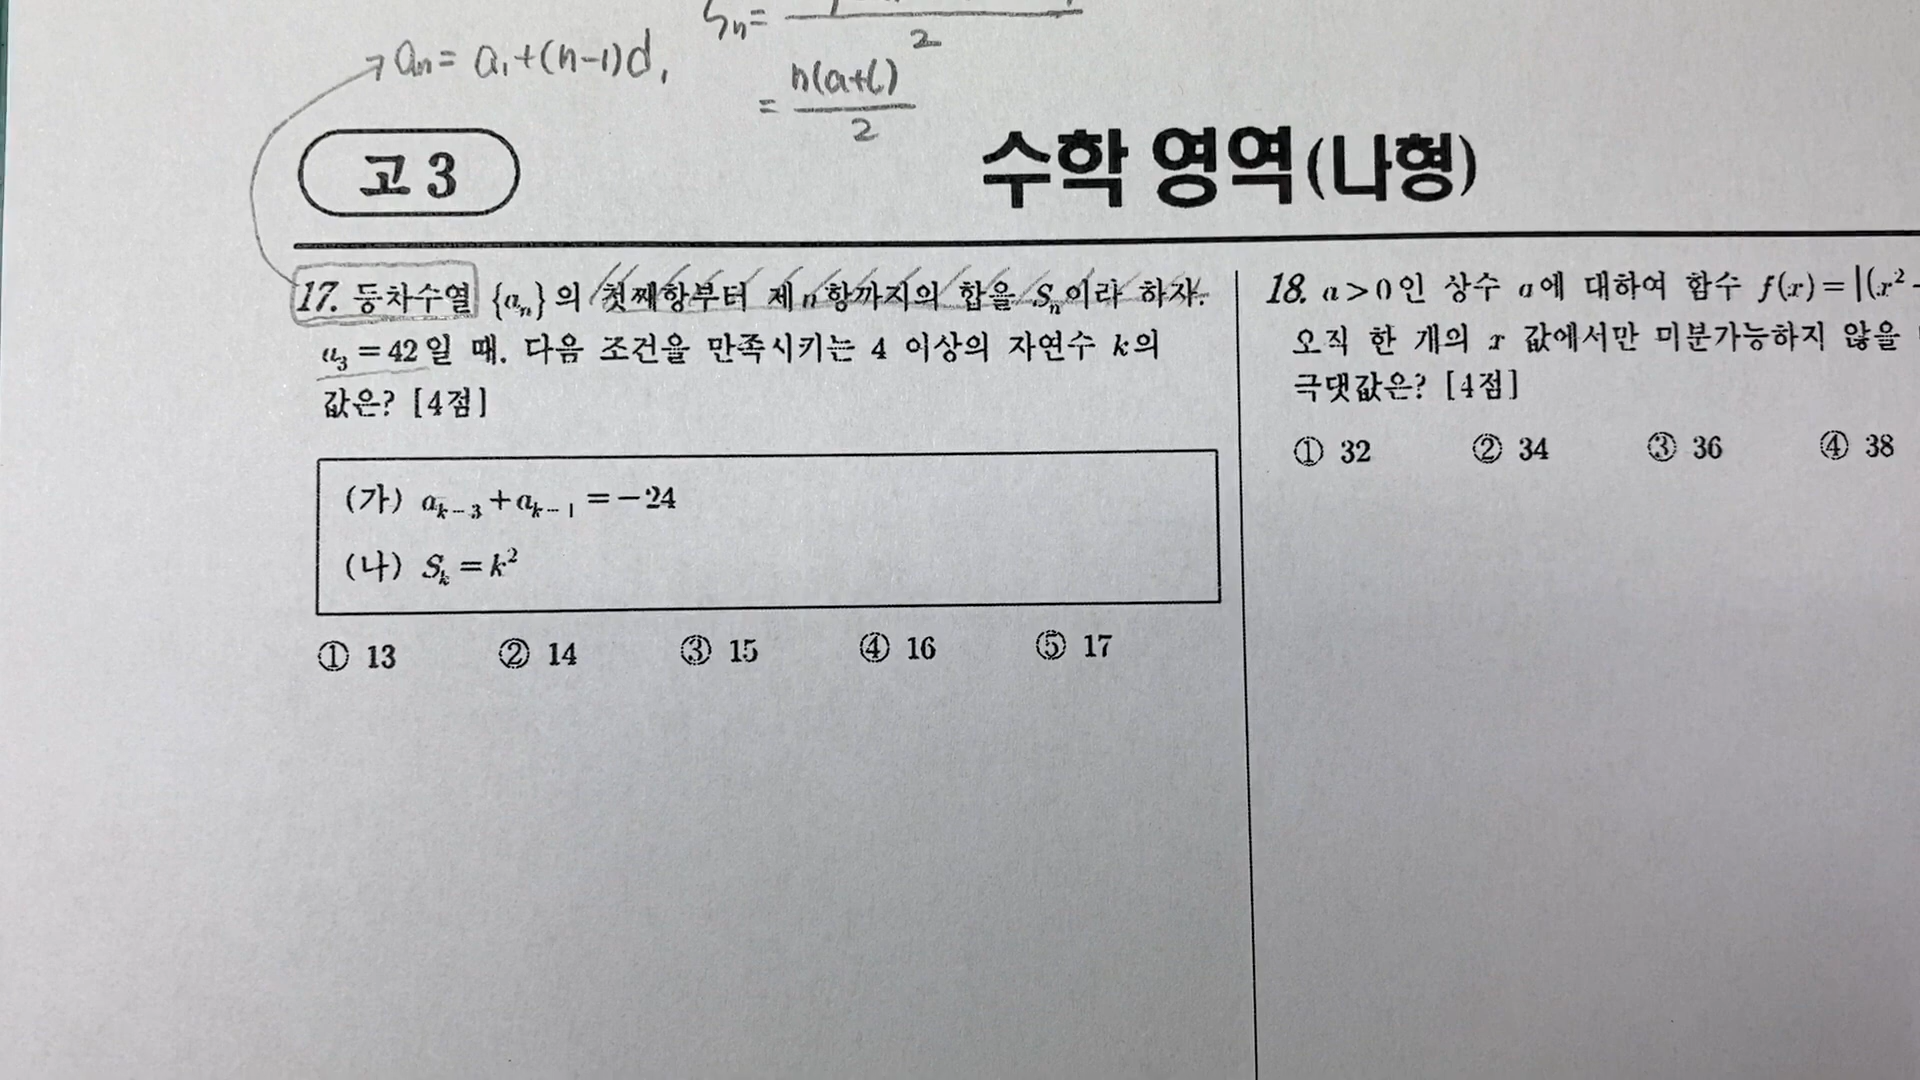 Sn= 2
an= a1+(n-1)d,
= n(a+l) 2
고3
수학 영역(나형)
17. 등차수열 {aₙ}의 첫째항부터 제n항까지의 합을 Sₙ이라 하자.
a₃=42일 때, 다음 조건을 만족시키는 4 이상의 자연수 k의
값은? [4점]
(가) aₖ₋₃+aₖ₋₁=-24
(나) Sₖ=k²
① 13 ② 14 ③ 15 ④ 16 ⑤ 17
18. a>0인 상수 a에 대하여 함수 f(x)=|(x²-
오직 한 개의 x 값에서만 미분가능하지 않을
극댓값은? [4점]
① 32 ② 34 ③ 36 ④ 38